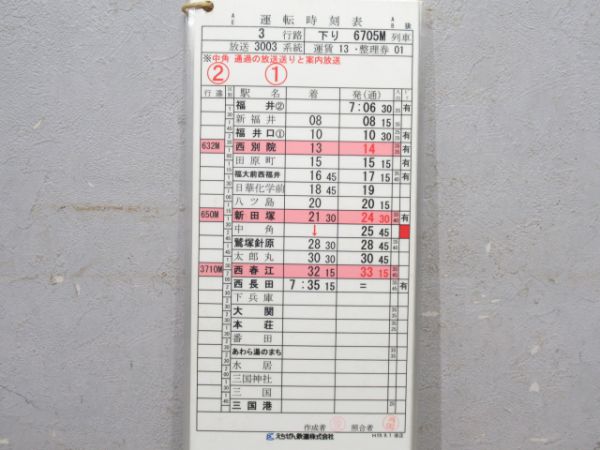 運転時刻表
3 行路 下り 6705M 列車
放送 3003 系統 運賃 13・整理券 01
※中角 通過の放送送りと案内放送
② ①
行違 駅名 着 発(通)
福井② 7:06 30 有
新福井 08 08 15
福井口① 10 10 30 有
632M 西別院 13 14 有
田原町 15 15 15 有
福大前西福井 16 45 17 15 有
日華化学前 18 45 19
八ツ島 20 20 15
650M 新田塚 21 30 24 30 有
中角 ↓ 25 45
鷲塚針原 28 30 28 45
太郎丸 30 30 30 45
3710M 西春江 32 15 33 15
西長田 7:35 15 = 有
下兵庫
大関
本荘
番田
あわら湯のまち
水居
三国神社
三国
三国港
作成者 照合者
えちぜん鉄道株式会社